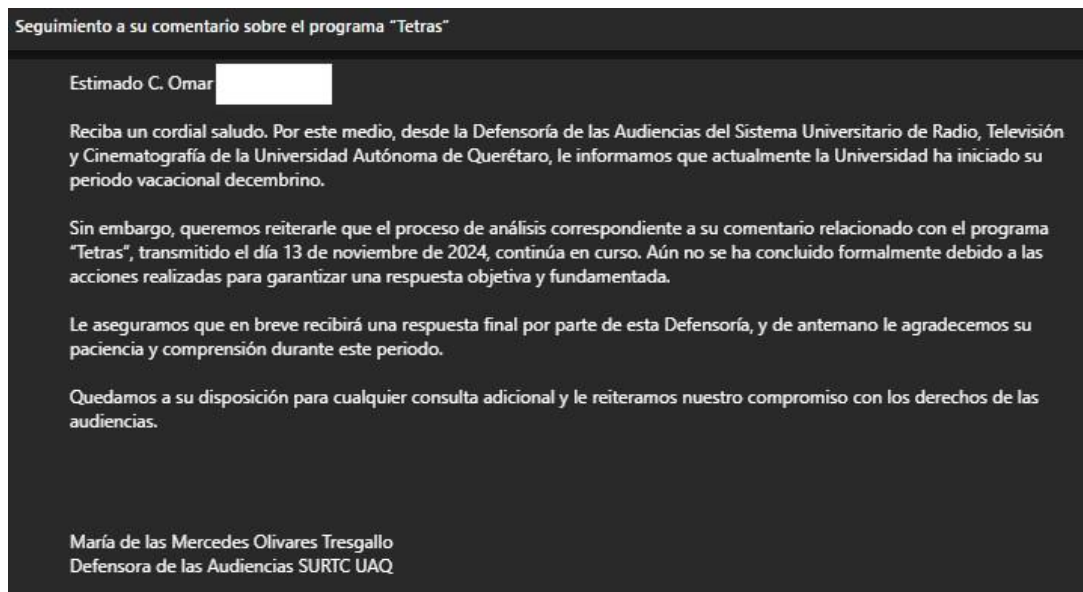 Seguimiento a su comentario sobre el programa "Tetras"
Estimado C. Omar
Reciba un cordial saludo. Por este medio, desde la Defensoría de las Audiencias del Sistema Universitario de Radio, Televisión
y Cinematografía de la Universidad Autónoma de Querétaro, le informamos que actualmente la Universidad ha iniciado su
periodo vacacional decembrino.
Sin embargo, queremos reiterarle que el proceso de análisis correspondiente a su comentario relacionado con el programa
"Tetras", transmitido el día 13 de noviembre de 2024, continúa en curso. Aún no se ha concluido formalmente debido a las
acciones realizadas para garantizar una respuesta objetiva y fundamentada.
Le aseguramos que en breve recibirá una respuesta final por parte de esta Defensoría, y de antemano le agradecemos su
paciencia y comprensión durante este periodo.
Quedamos a su disposición para cualquier consulta adicional y le reiteramos nuestro compromiso con los derechos de las
audiencias.
María de las Mercedes Olivares Tresgallo
Defensora de las Audiencias SURTC UAQ